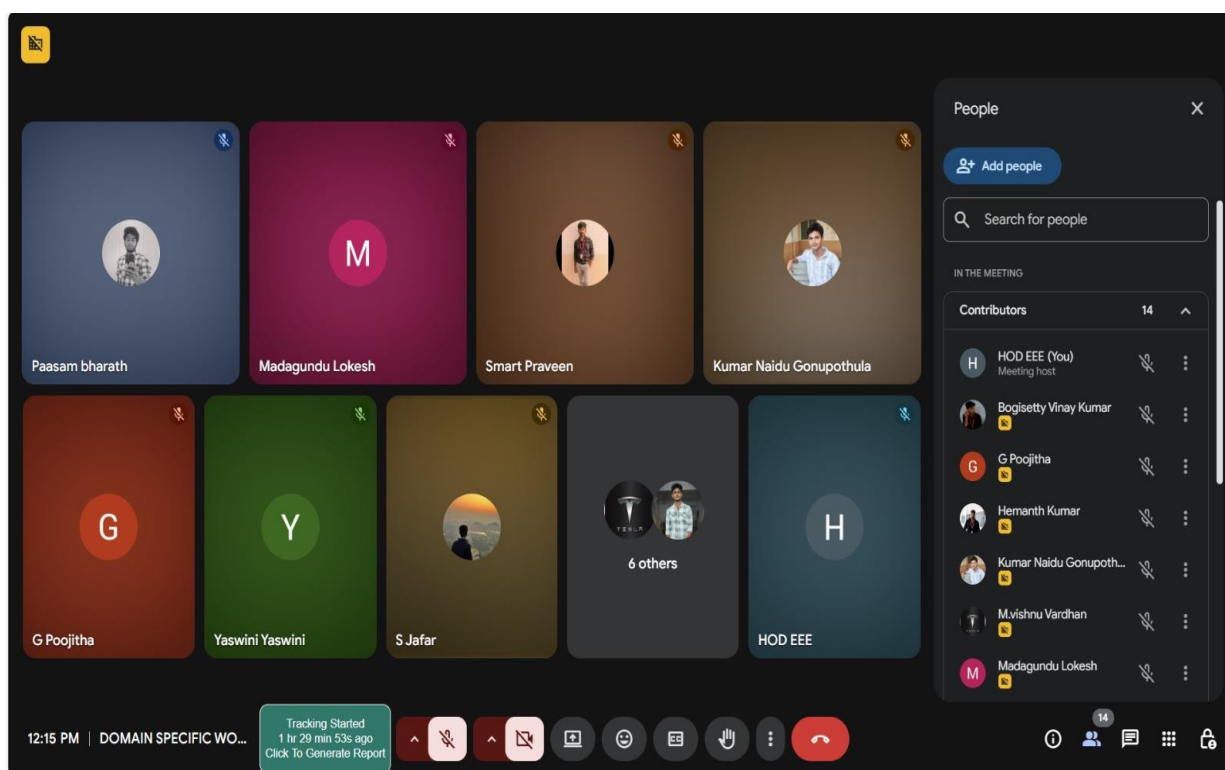 M
Paasam bharath
Madagundu Lokesh
Smart Praveen
Kumar Naidu Gonupothula
G
Y
TESLA
6 others
H
G Poojitha
Yaswini Yaswini
S Jafar
HOD EEE
People
Add people
Search for people
IN THE MEETING
Contributors 14
H HOD EEE (You)
Meeting host
Bogisetty Vinay Kumar
G G Poojitha
Hemanth Kumar
Kumar Naidu Gonupoth...
M.vishnu Vardhan
M Madagundu Lokesh
12:15 PM | DOMAIN SPECIFIC WO...
Tracking Started
1 hr 29 min 53s ago
Click To Generate Report
14